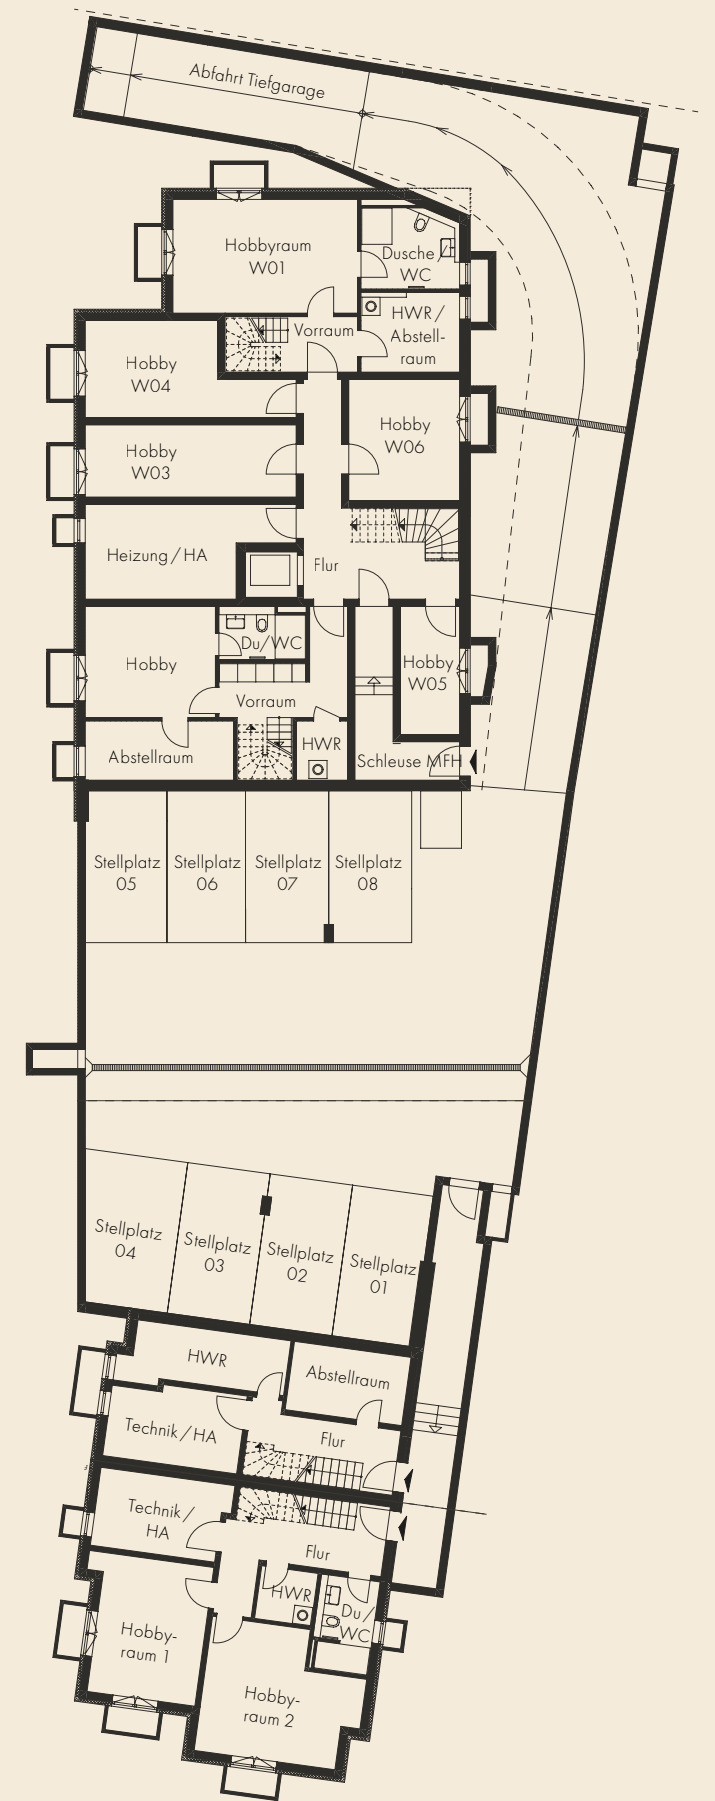 Abfahrt Tiefgarage
Hobbyraum
W01
Dusche/
WC
Vorraum
HWR/
Abstell-
raum
Hobby
W04
Hobby
W06
Hobby
W03
Heizung/HA
Flur
Hobby
Du/WC
Hobby
W05
Vorraum
Abstellraum
HWR
Schleuse MFH
Stellplatz
05
Stellplatz
06
Stellplatz
07
Stellplatz
08
Stellplatz
04
Stellplatz
03
Stellplatz
02
Stellplatz
01
HWR
Abstellraum
Technik/HA
Flur
Technik/
HA
Flur
HWR
Du/
WC
Hobby-
raum 1
Hobby-
raum 2